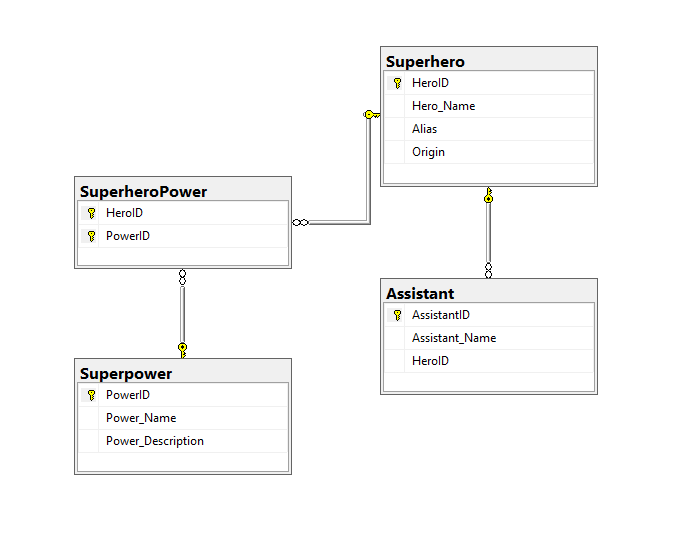 Superhero
HeroID
Hero_Name
Alias
Origin
SuperheroPower
HeroID
PowerID
Assistant
AssistantID
Assistant_Name
HeroID
Superpower
PowerID
Power_Name
Power_Description